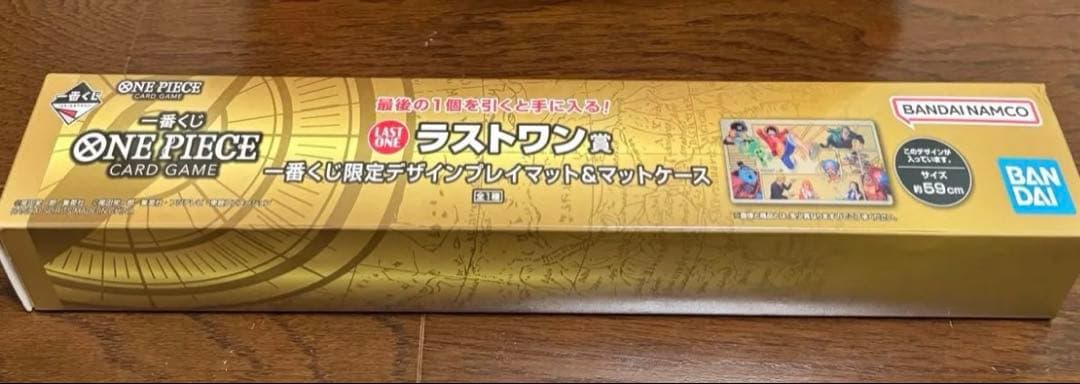 一番くじ
ONE PIECE
CARD GAME
一番くじ
ONE PIECE
CARD GAME
最後の1個を引くと手に入る!
LAST ONE
ラストワン賞
一番くじ限定デザインプレイマット&マットケース
全1種
BANDAI NAMCO
このデザインが
入っています。
サイズ
約59cm
BAN
DAI